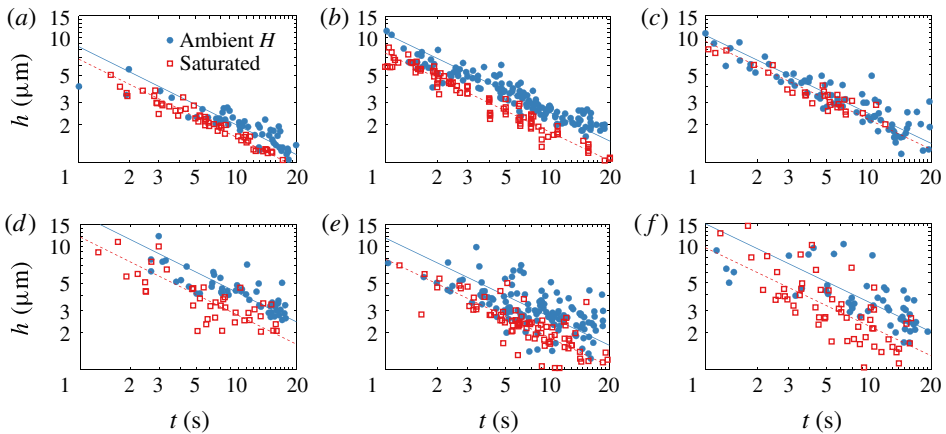 (a) (b) (c)
15 15 15
10 10 10
Ambient H
Saturated
5 5 5
3 3 3
2 2 2
h (μm)
1 2 3 5 10 20 1 2 3 5 10 20 1 2 3 5 10 20
(d) (e) (f)
15 15 15
10 10 10
5 5 5
3 3 3
2 2 2
h (μm)
1 2 3 5 10 20 1 2 3 5 10 20 1 2 3 5 10 20
t (s) t (s) t (s)